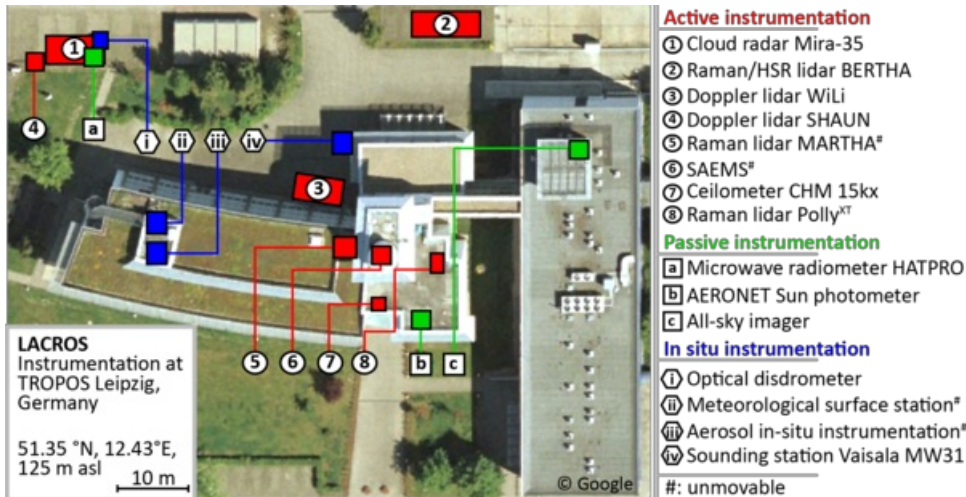 1
2
3
4
a
i
ii
iii
iv
5
6
7
8
b
c
LACROS
Instrumentation at
TROPOS Leipzig,
Germany
51.35 °N, 12.43°E,
125 m asl
10 m
© Google
Active instrumentation
1 Cloud radar Mira-35
2 Raman/HSR lidar BERTHA
3 Doppler lidar WiLi
4 Doppler lidar SHAUN
5 Raman lidar MARTHA#
6 SAEMS#
7 Ceilometer CHM 15kx
8 Raman lidar PollyXT
Passive instrumentation
a Microwave radiometer HATPRO
b AERONET Sun photometer
c All-sky imager
In situ instrumentation
i Optical disdrometer
ii Meteorological surface station#
iii Aerosol in-situ instrumentation#
iv Sounding station Vaisala MW31
#: unmovable